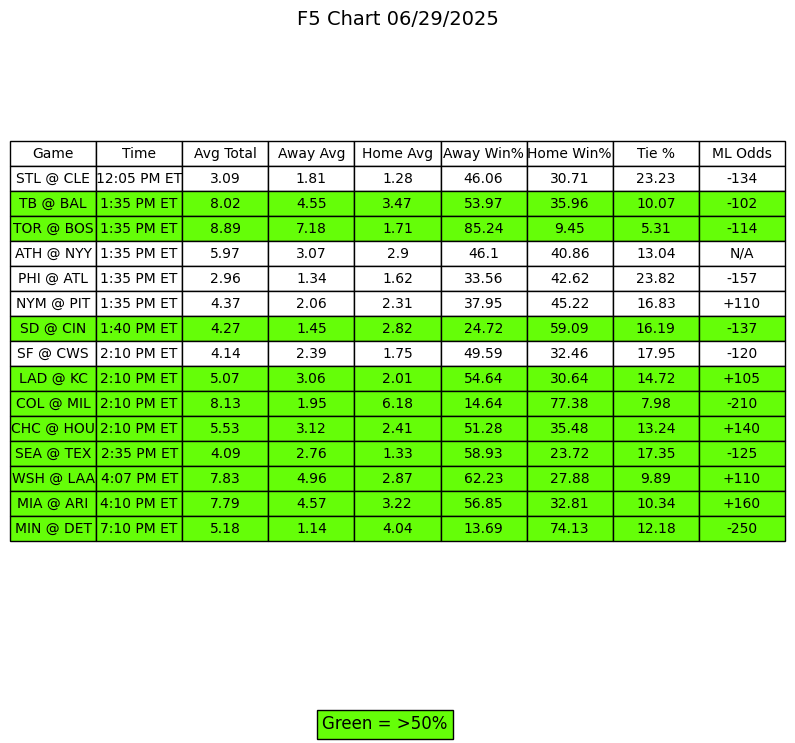 F5 Chart 06/29/2025
Game Time Avg Total Away Avg Home Avg Away Win% Home Win% Tie % ML Odds
STL @ CLE 12:05 PM ET 3.09 1.81 1.28 46.06 30.71 23.23 -134
TB @ BAL 1:35 PM ET 8.02 4.55 3.47 53.97 35.96 10.07 -102
TOR @ BOS 1:35 PM ET 8.89 7.18 1.71 85.24 9.45 5.31 -114
ATH @ NYY 1:35 PM ET 5.97 3.07 2.9 46.1 40.86 13.04 N/A
PHI @ ATL 1:35 PM ET 2.96 1.34 1.62 33.56 42.62 23.82 -157
NYM @ PIT 1:35 PM ET 4.37 2.06 2.31 37.95 45.22 16.83 +110
SD @ CIN 1:40 PM ET 4.27 1.45 2.82 24.72 59.09 16.19 -137
SF @ CWS 2:10 PM ET 4.14 2.39 1.75 49.59 32.46 17.95 -120
LAD @ KC 2:10 PM ET 5.07 3.06 2.01 54.64 30.64 14.72 +105
COL @ MIL 2:10 PM ET 8.13 1.95 6.18 14.64 77.38 7.98 -210
CHC @ HOU 2:10 PM ET 5.53 3.12 2.41 51.28 35.48 13.24 +140
SEA @ TEX 2:35 PM ET 4.09 2.76 1.33 58.93 23.72 17.35 -125
WSH @ LAA 4:07 PM ET 7.83 4.96 2.87 62.23 27.88 9.89 +110
MIA @ ARI 4:10 PM ET 7.79 4.57 3.22 56.85 32.81 10.34 +160
MIN @ DET 7:10 PM ET 5.18 1.14 4.04 13.69 74.13 12.18 -250
Green = >50%